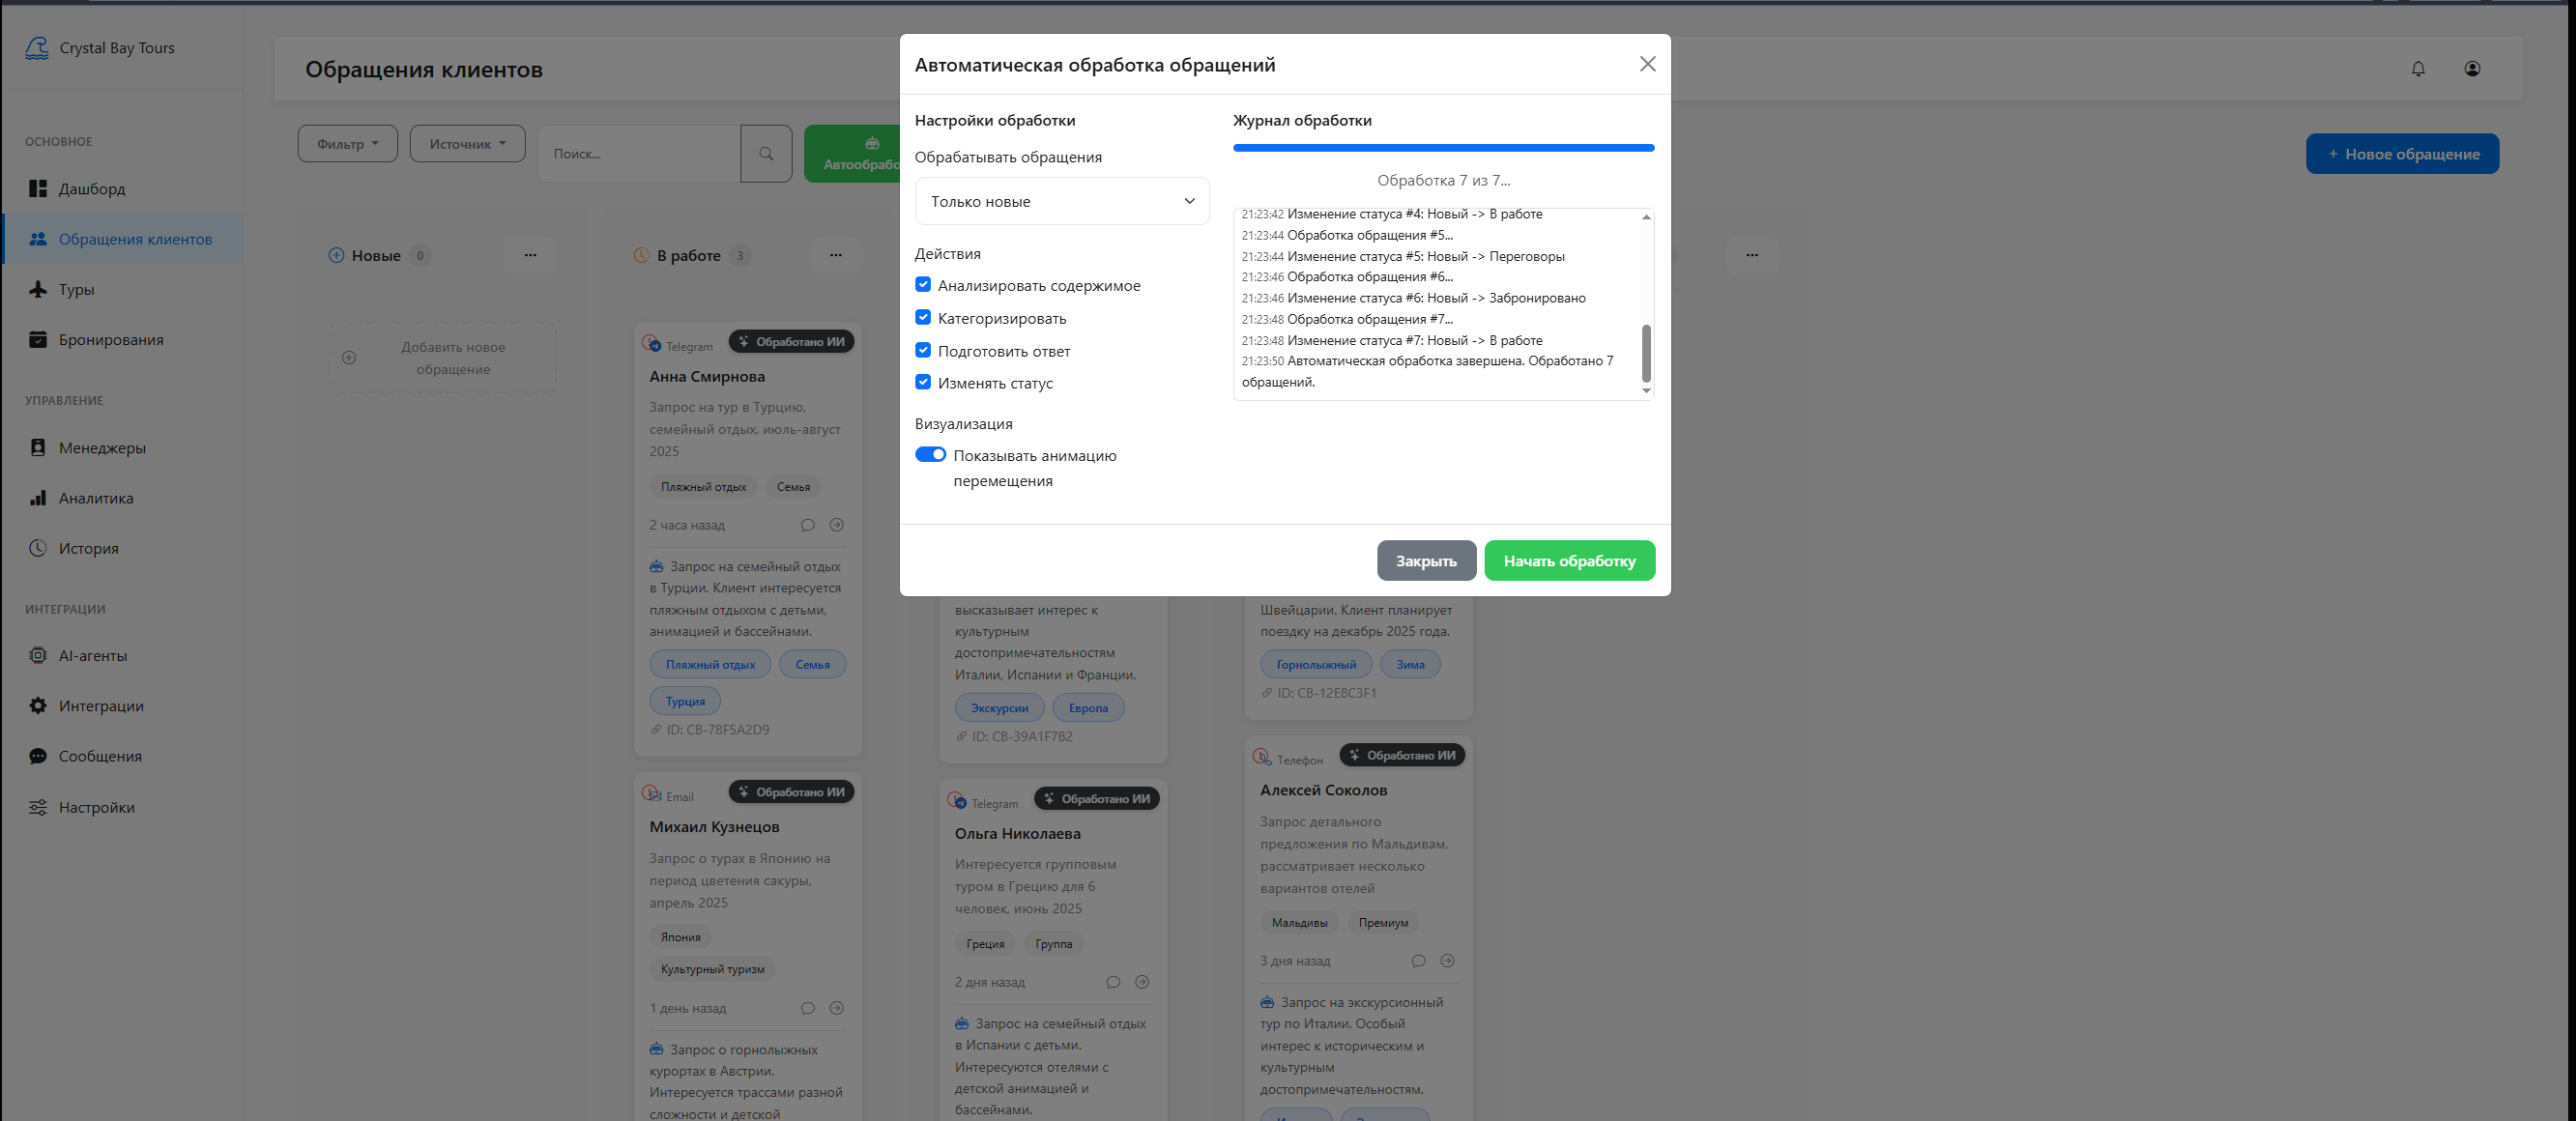 Crystal Bay Tours
ОСНОВНОЕ
Дашборд
Обращения клиентов
Туры
Бронирования
УПРАВЛЕНИЕ
Менеджеры
Аналитика
История
ИНТЕГРАЦИИ
AI-агенты
Интеграции
Сообщения
Настройки
Обращения клиентов
Фильтр
Источник
Поиск...
Автообрабо
+ Новое обращение
Новые 0
Добавить новое
обращение
В работе 3
Telegram
Обработано ИИ
Анна Смирнова
Запрос на тур в Турцию,
семейный отдых, июль-август
2025
Пляжный отдых Семья
2 часа назад
Запрос на семейный отдых
в Турции. Клиент интересуется
пляжным отдыхом с детьми,
анимацией и бассейнами.
Пляжный отдых Семья
Турция
ID: CB-78F5A2D9
Email
Обработано ИИ
Михаил Кузнецов
Запрос о турах в Японию на
период цветения сакуры,
апрель 2025
Япония
Культурный туризм
1 день назад
Запрос о горнолыжных
курортах в Австрии.
Интересуется трассами разной
сложности и детской
высказывает интерес к
культурным
достопримечательностям
Италии, Испании и Франции.
Экскурсии Европа
ID: CB-39A1F7B2
Telegram
Обработано ИИ
Ольга Николаева
Интересуется групповым
туром в Грецию для 6
человек, июнь 2025
Греция Группа
2 дня назад
Запрос на семейный отдых
в Испании с детьми.
Интересуются отелями с
детской анимацией и
бассейнами.
Швейцарии. Клиент планирует
поездку на декабрь 2025 года.
Горнолыжный Зима
ID: CB-12E8C3F1
Телефон
Обработано ИИ
Алексей Соколов
Запрос детального
предложения по Мальдивам,
рассматривает несколько
вариантов отелей
Мальдивы Премиум
3 дня назад
Запрос на экскурсионный
тур по Италии. Особый
интерес к историческим и
культурным
достопримечательностям.
Автоматическая обработка обращений
Настройки обработки
Обрабатывать обращения
Только новые
Действия
Анализировать содержимое
Категоризировать
Подготовить ответ
Изменять статус
Визуализация
Показывать анимацию
перемещения
Журнал обработки
Обработка 7 из 7...
21:23:42 Изменение статуса #4: Новый -> В работе
21:23:44 Обработка обращения #5...
21:23:44 Изменение статуса #5: Новый -> Переговоры
21:23:46 Обработка обращения #6...
21:23:46 Изменение статуса #6: Новый -> Забронировано
21:23:48 Обработка обращения #7...
21:23:48 Изменение статуса #7: Новый -> В работе
21:23:50 Автоматическая обработка завершена. Обработано 7
обращений.
Закрыть
Начать обработку